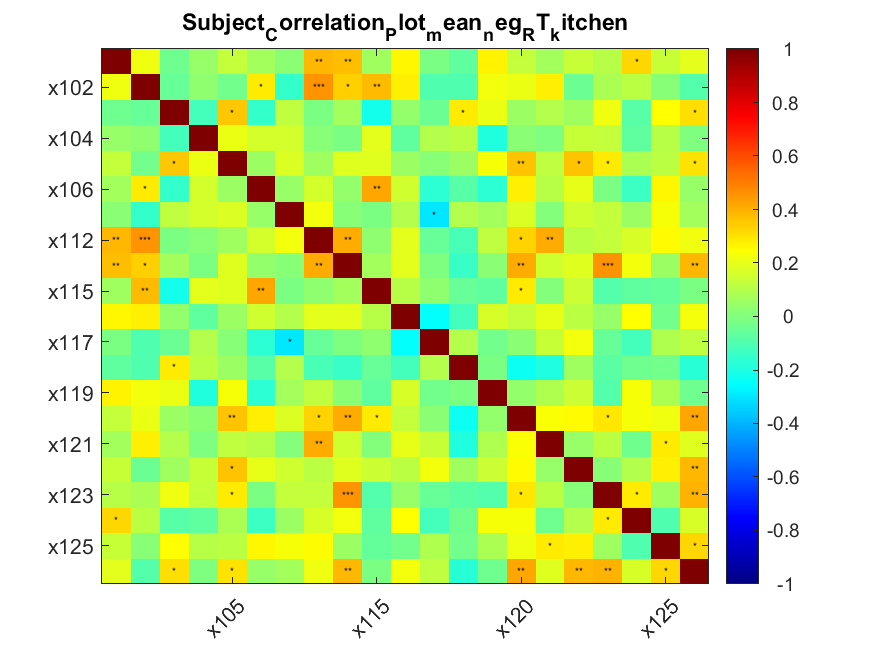 Subject_Correlation_Plot_mean_neg_RT_kitchen
** ** *
x102 * *** * **
* * *
x104
* ** * * *
x106 * **
*
x112 ** *** ** * **
** * ** ** *** **
x115 ** * *
x117 *
*
x119
** * ** * * **
x121 ** *
* **
x123 * *** * * **
* *
x125 * *
* * ** ** ** ** *
x105 x115 x120 x125
1
0.8
0.6
0.4
0.2
0
-0.2
-0.4
-0.6
-0.8
-1